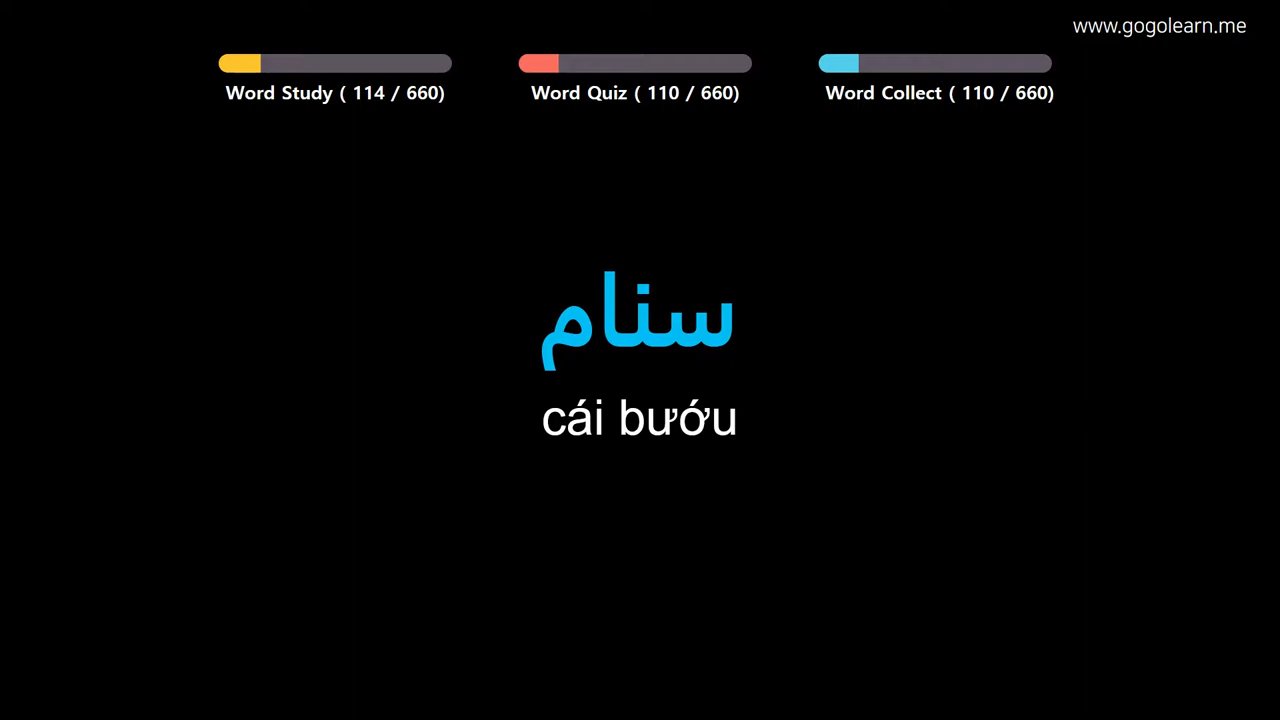 www.gogolearn.me
Word Study ( 114 / 660)
Word Quiz ( 110 / 660)
Word Collect ( 110 / 660)
سنام
cái bướu